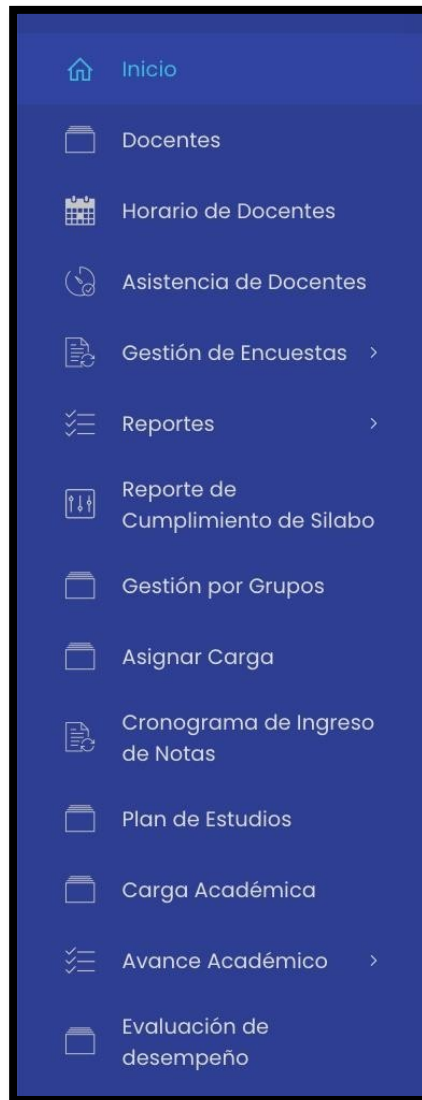 Inicio
Docentes
Horario de Docentes
Asistencia de Docentes
Gestión de Encuestas
Reportes
Reporte de
Cumplimiento de Silabo
Gestión por Grupos
Asignar Carga
Cronograma de Ingreso
de Notas
Plan de Estudios
Carga Académica
Avance Académico
Evaluación de
desempeño